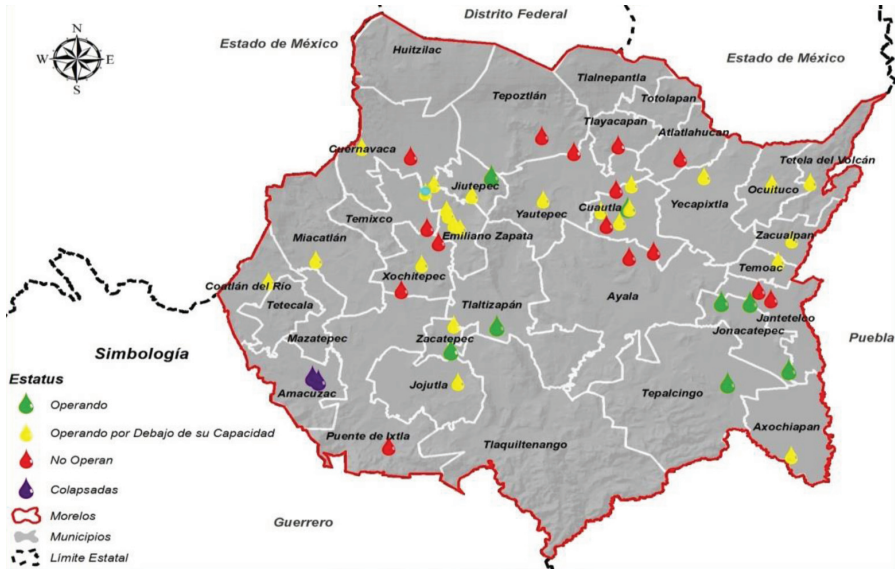 Distrito Federal
Estado de México
Huitzilac
N
W E
S
Tlalnepantla
Estado de México
Tepoztlán
Totolapan
Tlayacapan
Atlatlahucan
Cuernavaca
Tetela del Volcán
Jiutepec
Ocuituco
Yecapixtla
Cuautla
Yautepec
Temixco
Emiliano Zapata
Miacatlán
Zacualpan
Temoac
Xochitepec
Coatlán del Río
Ayala
Tetecala
Tlaltizapán
Jantetelco
Jonacatepec
Mazatepec
Zacatepec
Puebla
Simbología
Estatus
Amacuzac
Jojutla
Tepalcingo
Operando
Axochiapan
Operando por Debajo de su Capacidad
Puente de Ixtla
Tlaquiltenango
No Operan
Colapsadas
Morelos
Guerrero
Municipios
Límite Estatal